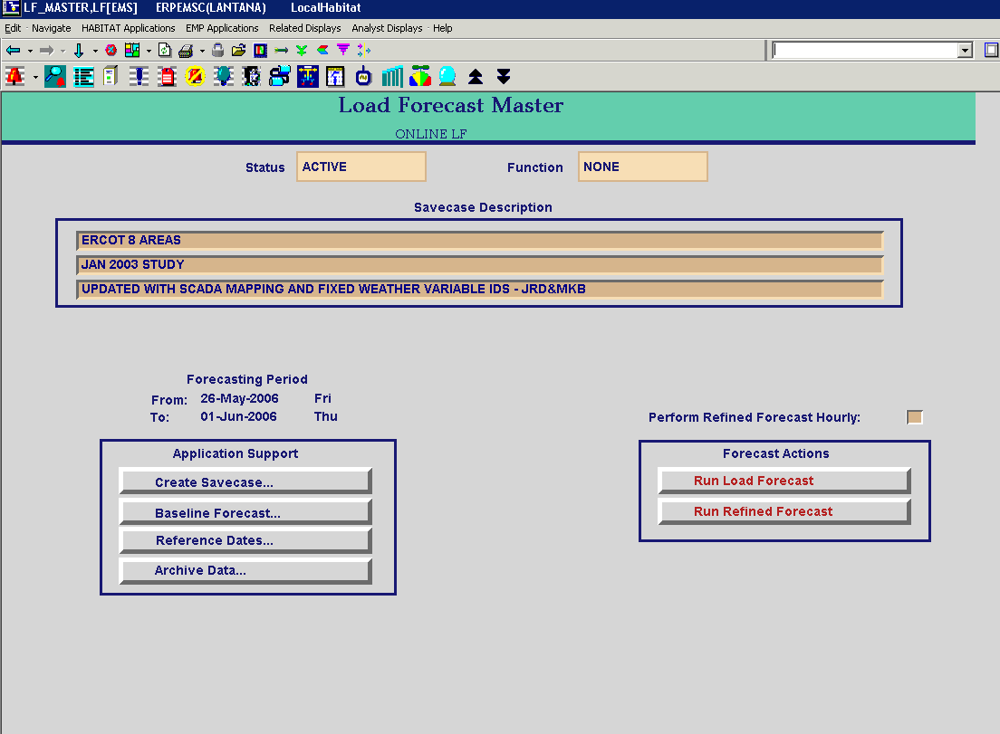 LF_MASTER,LF[EMS] ERPEMSC(LANTANA) LocalHabitat
Edit Navigate HABITAT Applications EMP Applications Related Displays Analyst Displays Help
Load Forecast Master
ONLINE LF
Status ACTIVE Function NONE
Savecase Description
ERCOT 8 AREAS
JAN 2003 STUDY
UPDATED WITH SCADA MAPPING AND FIXED WEATHER VARIABLE IDS - JRD&MKB
Forecasting Period
From: 26-May-2006 Fri
To: 01-Jun-2006 Thu
Perform Refined Forecast Hourly:
Application Support
Create Savecase...
Baseline Forecast...
Reference Dates...
Archive Data...
Forecast Actions
Run Load Forecast
Run Refined Forecast